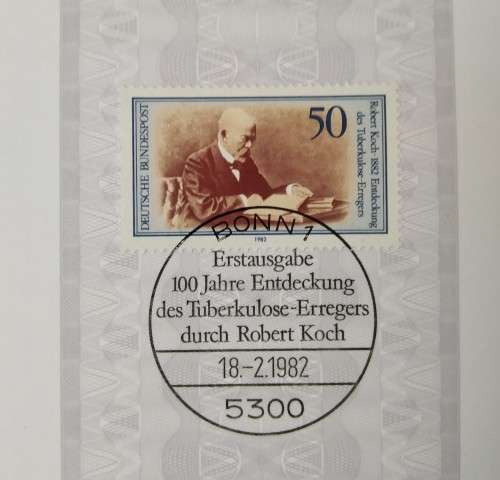 DEUTSCHE BUNDESPOST
50
Robert Koch · 1882 Entdeckung
des Tuberkulose-Erregers
1982
BONN 1
Erstausgabe
100 Jahre Entdeckung
des Tuberkulose-Erregers
durch Robert Koch
18.-2.1982
5300